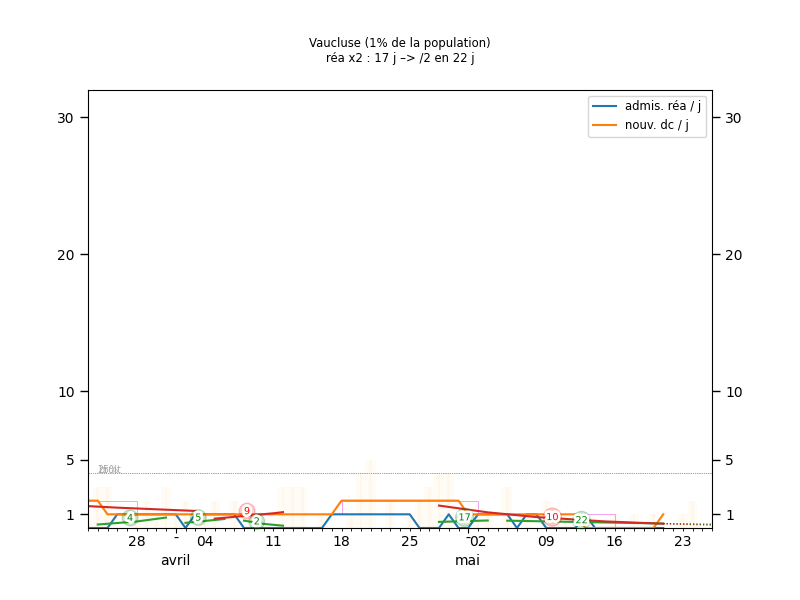 Vaucluse (1% de la population)
réa x2 : 17 j –> /2 en 22 j
admis. réa / j
nouv. dc / j
30 30
20 20
10 10
5 5
1 1
4 5 9 2 17 10 22
28 04 11 18 25 02 09 16 23
avril mai